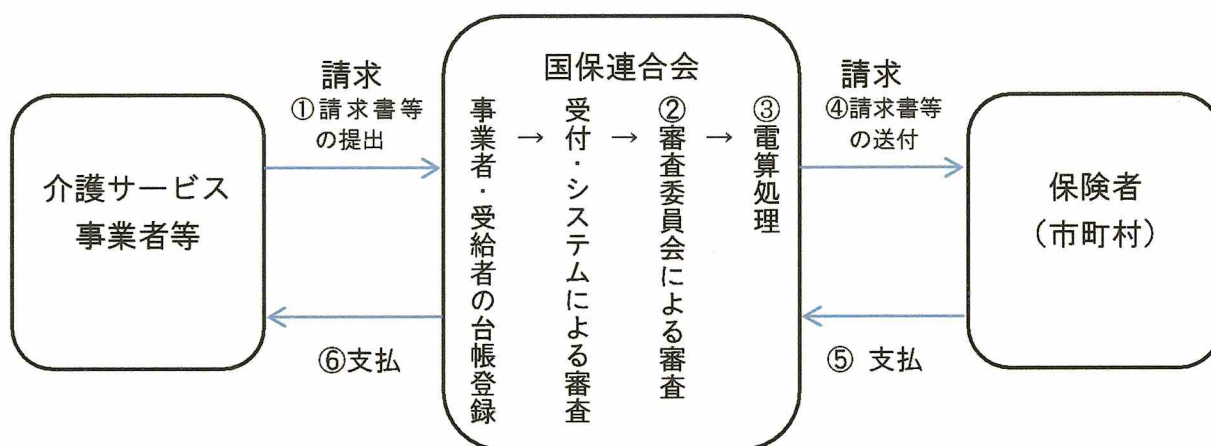 介護サービス
事業者等
請求
①請求書等
の提出
⑥支払
国保連合会
事業者・受給者の台帳登録
→
受付・システムによる審査
→
②審査委員会による審査
→
③電算処理
請求
④請求書等
の送付
⑤ 支払
保険者
（市町村）